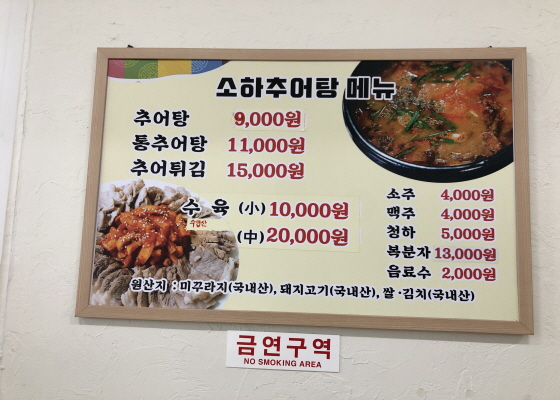 소하추어탕 메뉴
추어탕 9,000원
통추어탕 11,000원
추어튀김 15,000원
수 육 (小) 10,000원
수입산
(中) 20,000원
소주 4,000원
맥주 4,000원
청하 5,000원
복분자 13,000원
음료수 2,000원
원산지 : 미꾸라지(국내산), 돼지고기(국내산), 쌀·김치(국내산)
금연구역
NO SMOKING AREA